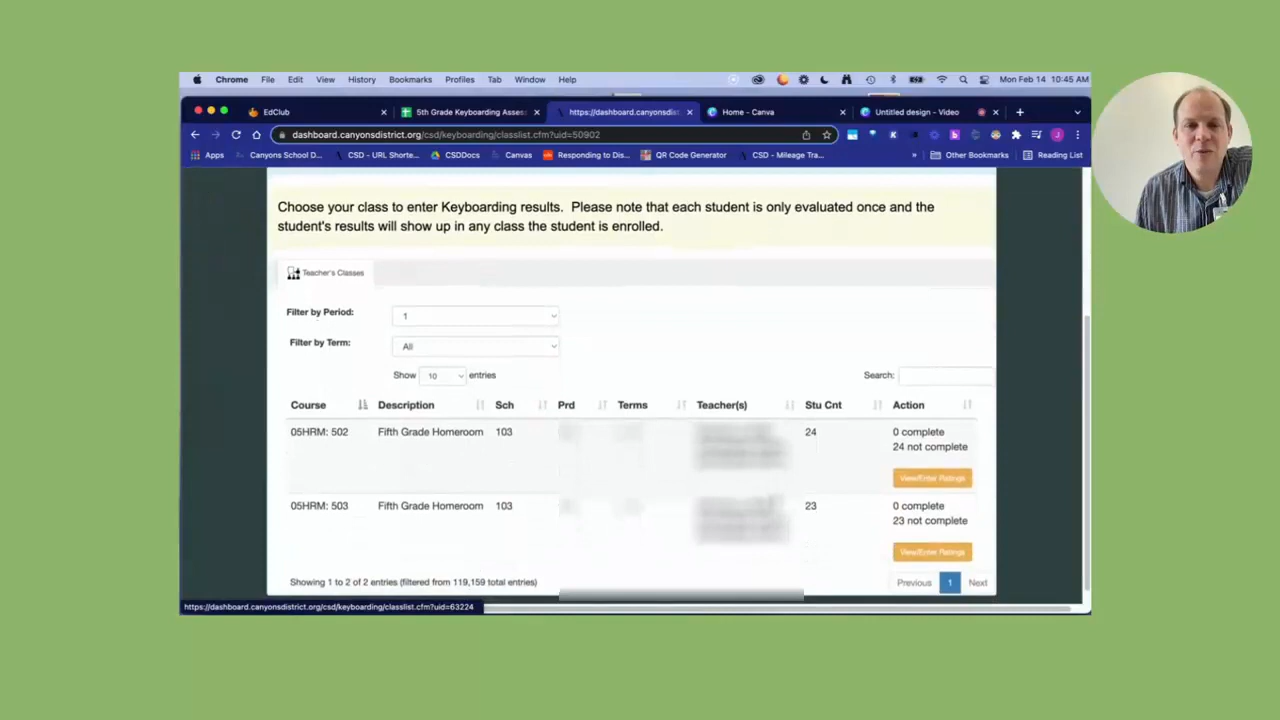 Chrome File Edit View History Bookmarks Profiles Tab Window Help Mon Feb 14 10:45 AM
EdClub 5th Grade Keyboarding Asses https://dashboard.canyonsdistric Home - Canva Untitled design - Video
dashboard.canyonsdistrict.org/csd/keyboarding/classlist.cfm?uid=50902
Apps Canyons School D... CSD - URL Shorte... CSDDocs Canvas Responding to Dis... QR Code Generator CSD - Mileage Tra... » Other Bookmarks Reading List
Choose your class to enter Keyboarding results. Please note that each student is only evaluated once and the
student's results will show up in any class the student is enrolled.
Teacher's Classes
Filter by Period: 1
Filter by Term: All
Show 10 entries Search:
Course Description Sch Prd Terms Teacher(s) Stu Cnt Action
05HRM: 502 Fifth Grade Homeroom 103 24 0 complete
24 not complete
View/Enter Ratings
05HRM: 503 Fifth Grade Homeroom 103 23 0 complete
23 not complete
View/Enter Ratings
Showing 1 to 2 of 2 entries (filtered from 119,159 total entries) Previous 1 Next
https://dashboard.canyonsdistrict.org/csd/keyboarding/classlist.cfm?uid=63224